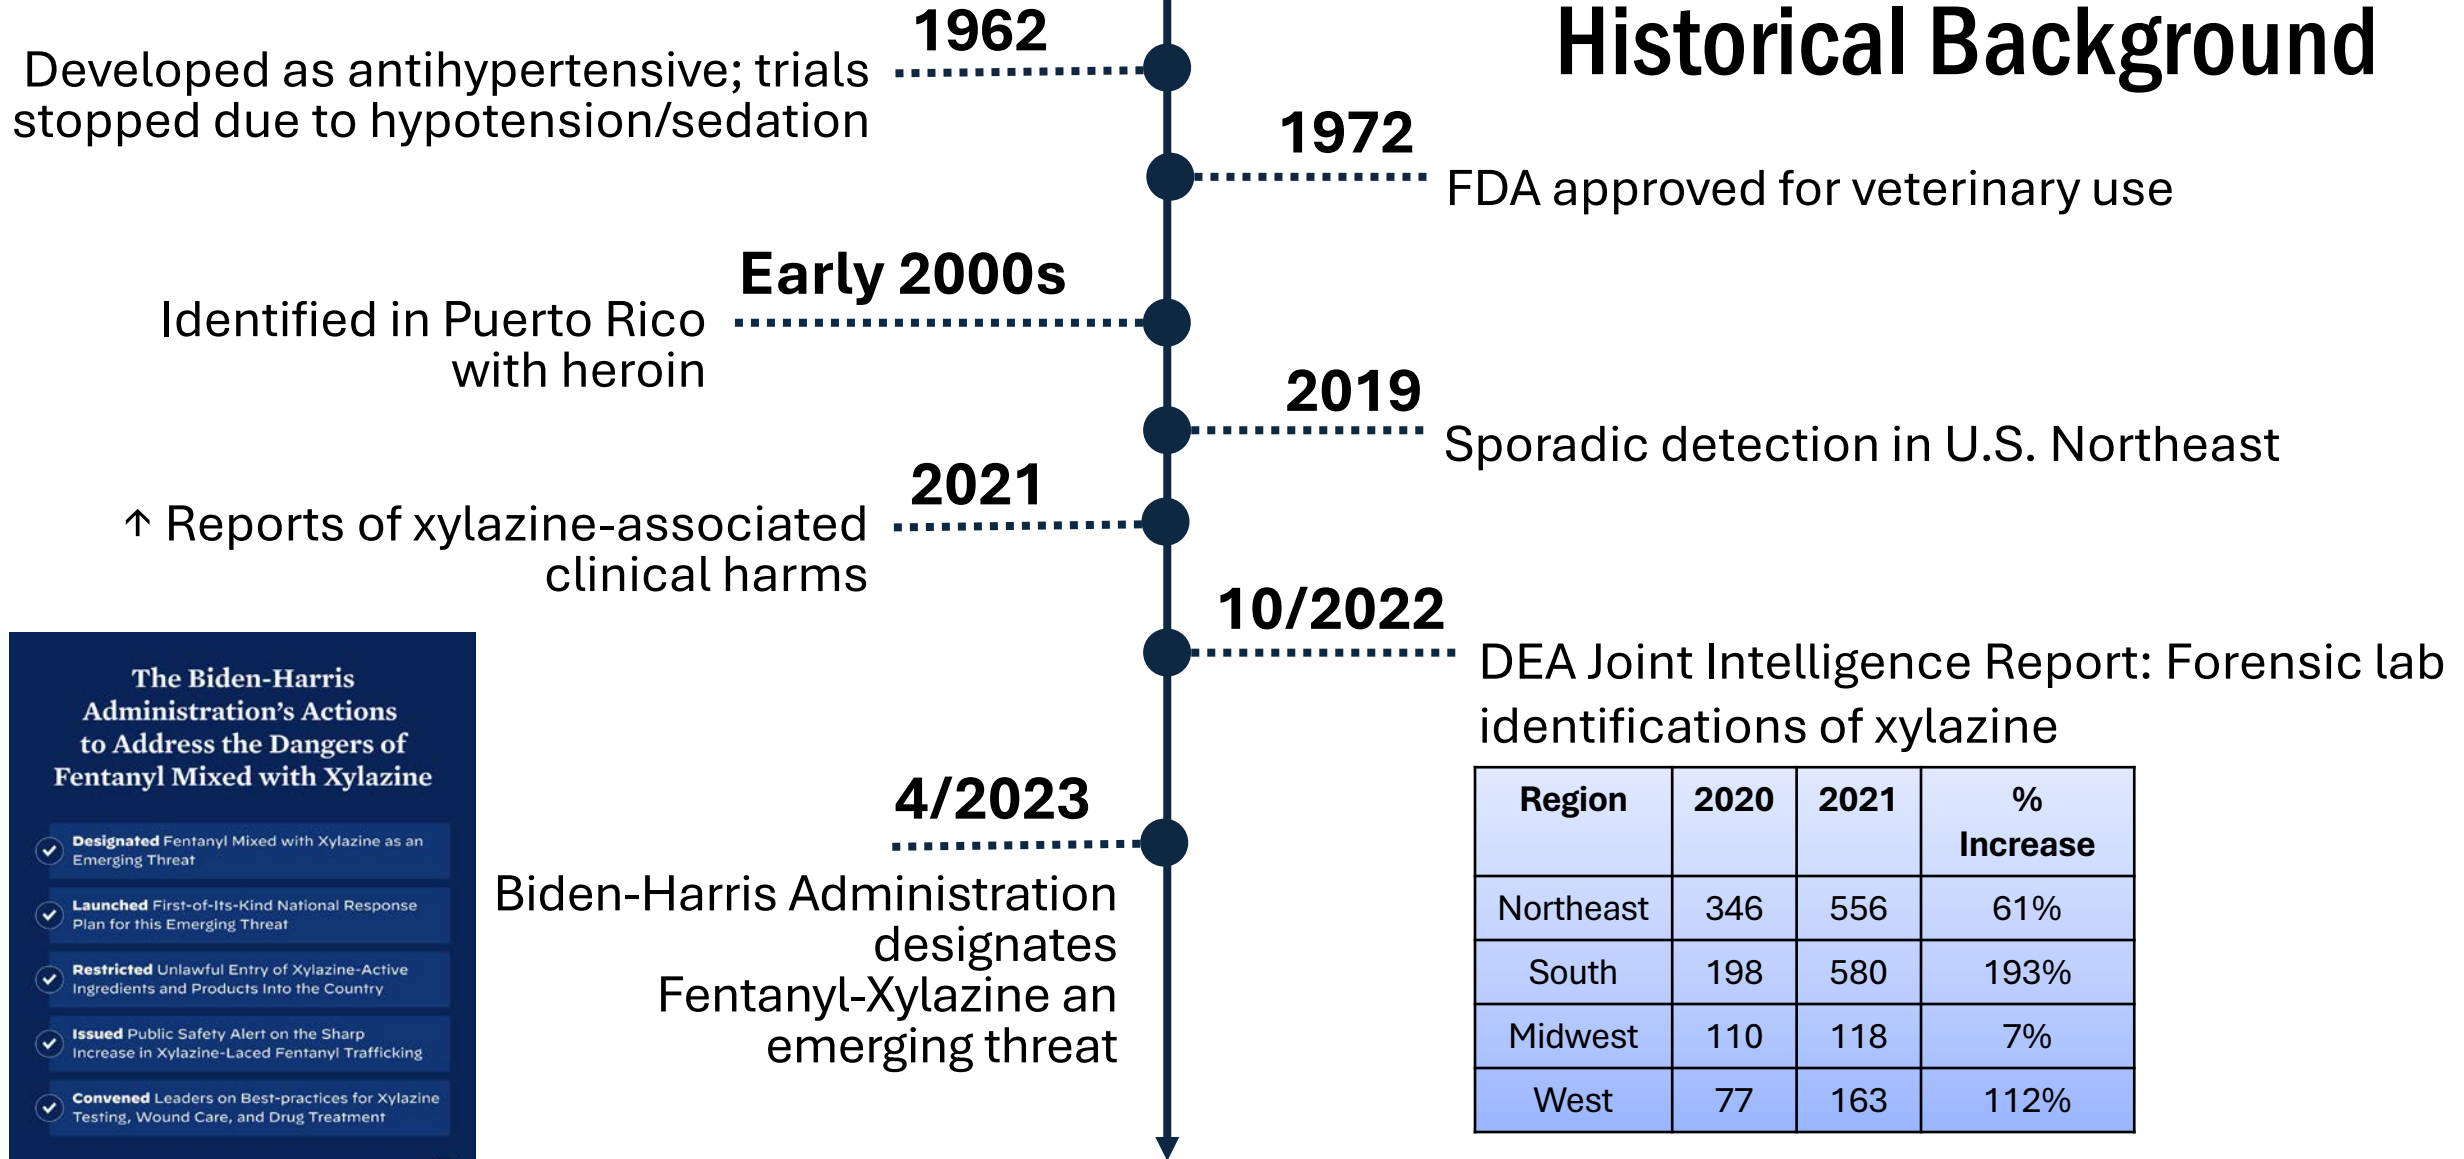 Historical Background
1962
Developed as antihypertensive; trials
stopped due to hypotension/sedation
1972
FDA approved for veterinary use
Early 2000s
Identified in Puerto Rico
with heroin
2019
Sporadic detection in U.S. Northeast
2021
↑ Reports of xylazine-associated
clinical harms
10/2022
DEA Joint Intelligence Report: Forensic lab
identifications of xylazine
Region 2020 2021 %
Increase
Northeast 346 556 61%
South 198 580 193%
Midwest 110 118 7%
West 77 163 112%
4/2023
Biden-Harris Administration
designates
Fentanyl-Xylazine an
emerging threat
The Biden-Harris
Administration's Actions
to Address the Dangers of
Fentanyl Mixed with Xylazine
Designated Fentanyl Mixed with Xylazine as an
Emerging Threat
Launched First-of-Its-Kind National Response
Plan for this Emerging Threat
Restricted Unlawful Entry of Xylazine-Active
Ingredients and Products Into the Country
Issued Public Safety Alert on the Sharp
Increase in Xylazine-Laced Fentanyl Trafficking
Convened Leaders on Best-practices for Xylazine
Testing, Wound Care, and Drug Treatment